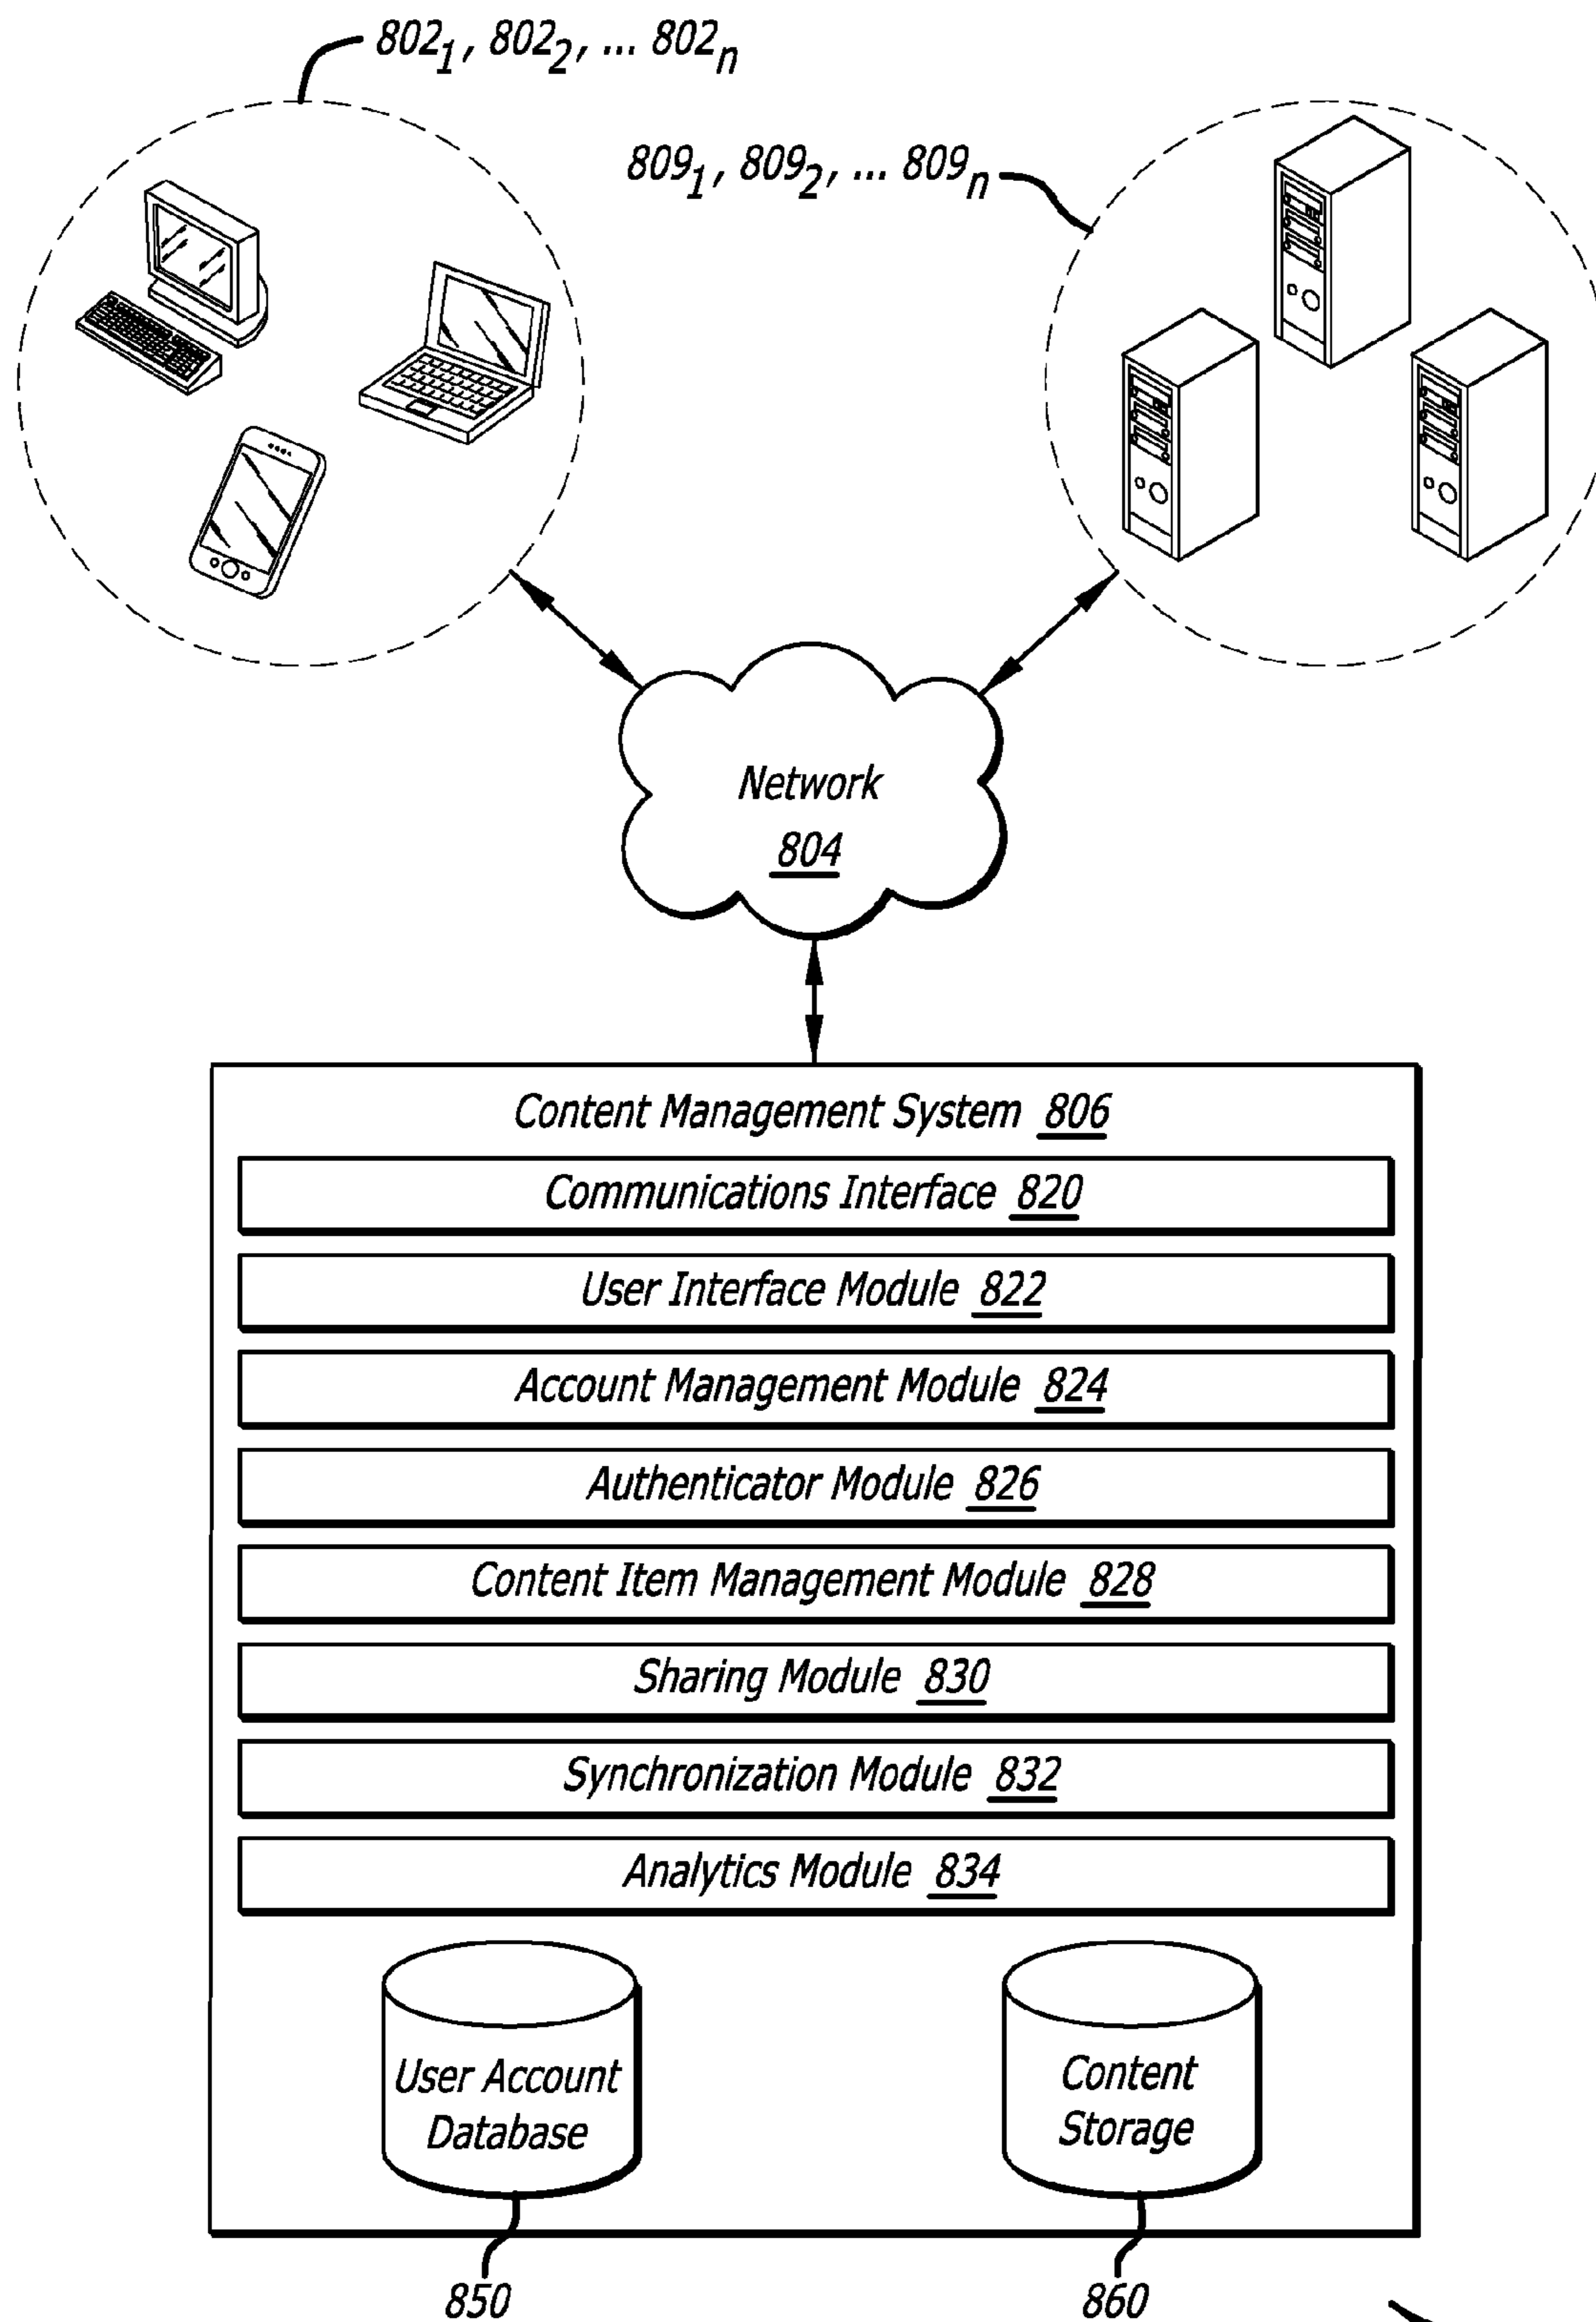 802₁, 802₂, ... 802ₙ
809₁, 809₂, ... 809ₙ
Network
804
Content Management System 806
Communications Interface 820
User Interface Module 822
Account Management Module 824
Authenticator Module 826
Content Item Management Module 828
Sharing Module 830
Synchronization Module 832
Analytics Module 834
User Account
Database
Content
Storage
850
860